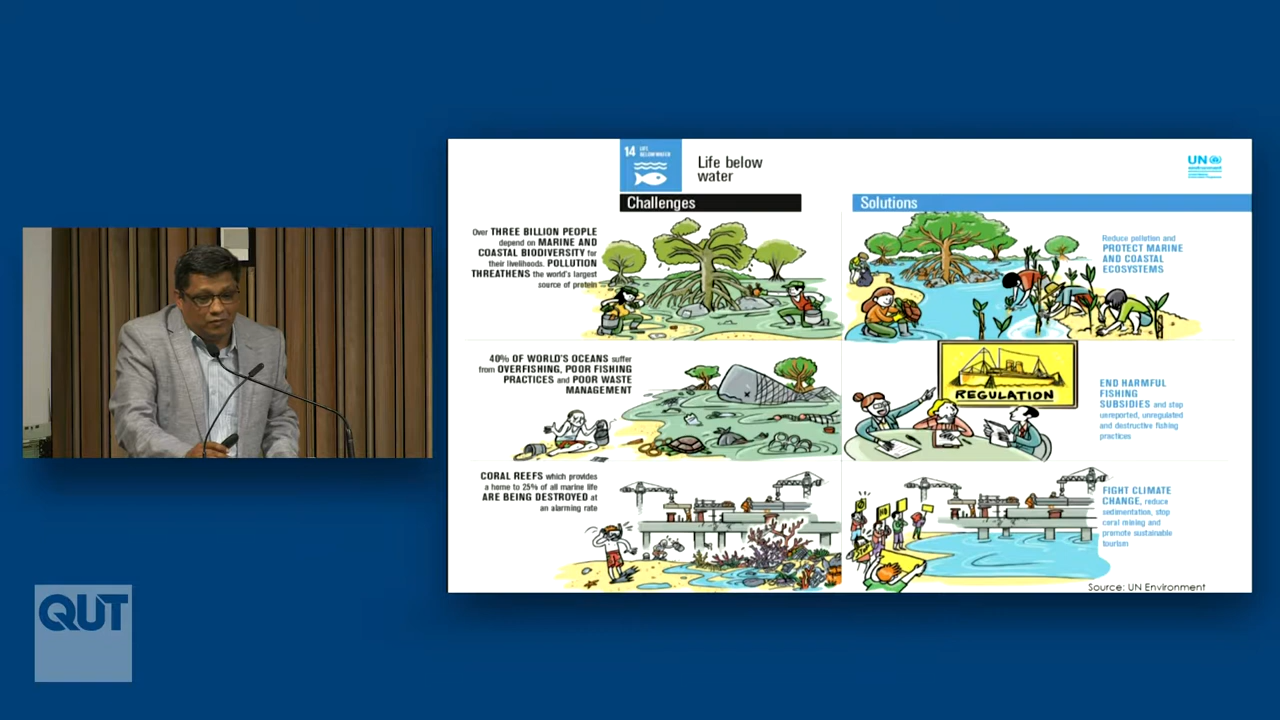 14 LIFE
BELOW WATER
Life below
water
UN
environment
Challenges
Solutions
Over THREE BILLION PEOPLE
depend on MARINE AND
COASTAL BIODIVERSITY for
their livelihoods. POLLUTION
THREATHENS the world's largest
source of protein
Reduce pollution and
PROTECT MARINE
AND COASTAL
ECOSYSTEMS
40% OF WORLD'S OCEANS suffer
from OVERFISHING, POOR FISHING
PRACTICES and POOR WASTE
MANAGEMENT
REGULATION
END HARMFUL
FISHING
SUBSIDIES and stop
unreported, unregulated
and destructive fishing
practices
CORAL REEFS which provides
a home to 25% of all marine life
ARE BEING DESTROYED at
an alarming rate
NO
FIGHT CLIMATE
CHANGE, reduce
sedimentation, stop
coral mining and
promote sustainable
tourism
Source: UN Environment
QUT